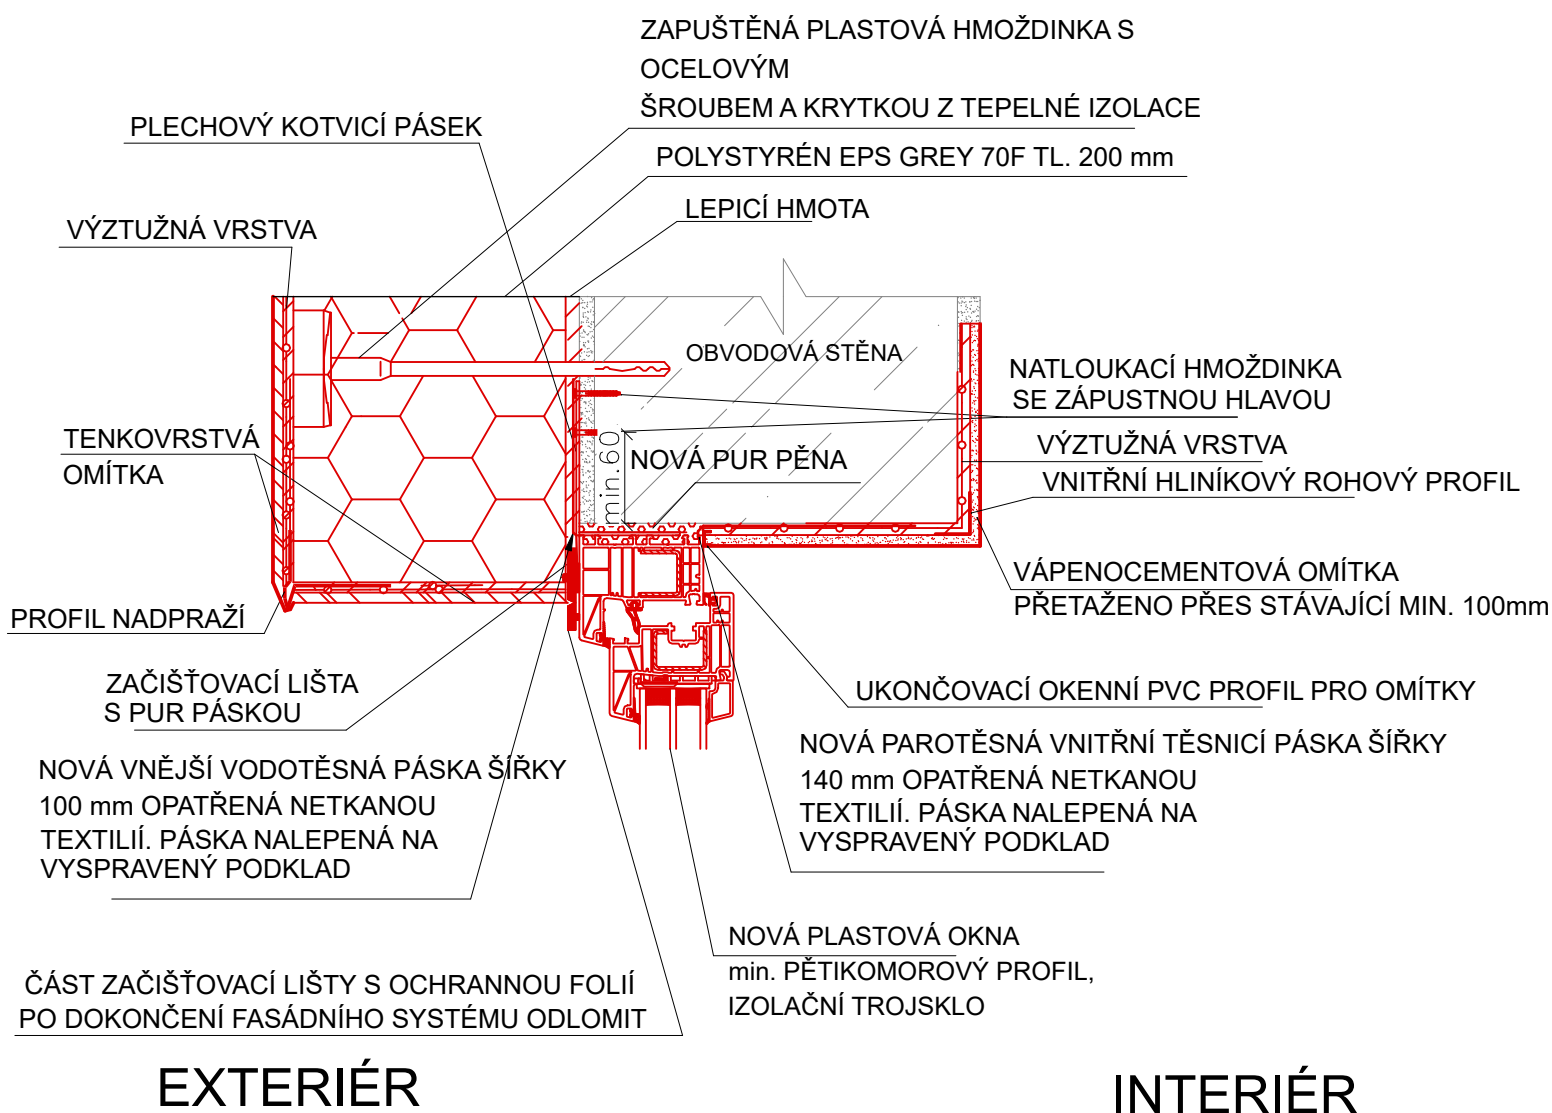 ZAPUŠTĚNÁ PLASTOVÁ HMOŽDINKA S
OCELOVÝM
ŠROUBEM A KRYTKOU Z TEPELNÉ IZOLACE
PLECHOVÝ KOTVICÍ PÁSEK
POLYSTYRÉN EPS GREY 70F TL. 200 mm
LEPICÍ HMOTA
VÝZTUŽNÁ VRSTVA
OBVODOVÁ STĚNA
NATLOUKACÍ HMOŽDINKA
SE ZÁPUSTNOU HLAVOU
TENKOVRSTVÁ
OMÍTKA
min.60
NOVÁ PUR PĚNA
VÝZTUŽNÁ VRSTVA
VNITŘNÍ HLINÍKOVÝ ROHOVÝ PROFIL
VÁPENOCEMENTOVÁ OMÍTKA
PŘETAŽENO PŘES STÁVAJÍCÍ MIN. 100mm
PROFIL NADPRAŽÍ
ZAČIŠŤOVACÍ LIŠTA
S PUR PÁSKOU
UKONČOVACÍ OKENNÍ PVC PROFIL PRO OMÍTKY
NOVÁ VNĚJŠÍ VODOTĚSNÁ PÁSKA ŠÍŘKY
100 mm OPATŘENÁ NETKANOU
TEXTILIÍ. PÁSKA NALEPENÁ NA
VYSPRAVENÝ PODKLAD
NOVÁ PAROTĚSNÁ VNITŘNÍ TĚSNICÍ PÁSKA ŠÍŘKY
140 mm OPATŘENÁ NETKANOU
TEXTILIÍ. PÁSKA NALEPENÁ NA
VYSPRAVENÝ PODKLAD
NOVÁ PLASTOVÁ OKNA
min. PĚTIKOMOROVÝ PROFIL,
IZOLAČNÍ TROJSKLO
ČÁST ZAČIŠŤOVACÍ LIŠTY S OCHRANNOU FOLIÍ
PO DOKONČENÍ FASÁDNÍHO SYSTÉMU ODLOMIT
EXTERIÉR
INTERIÉR